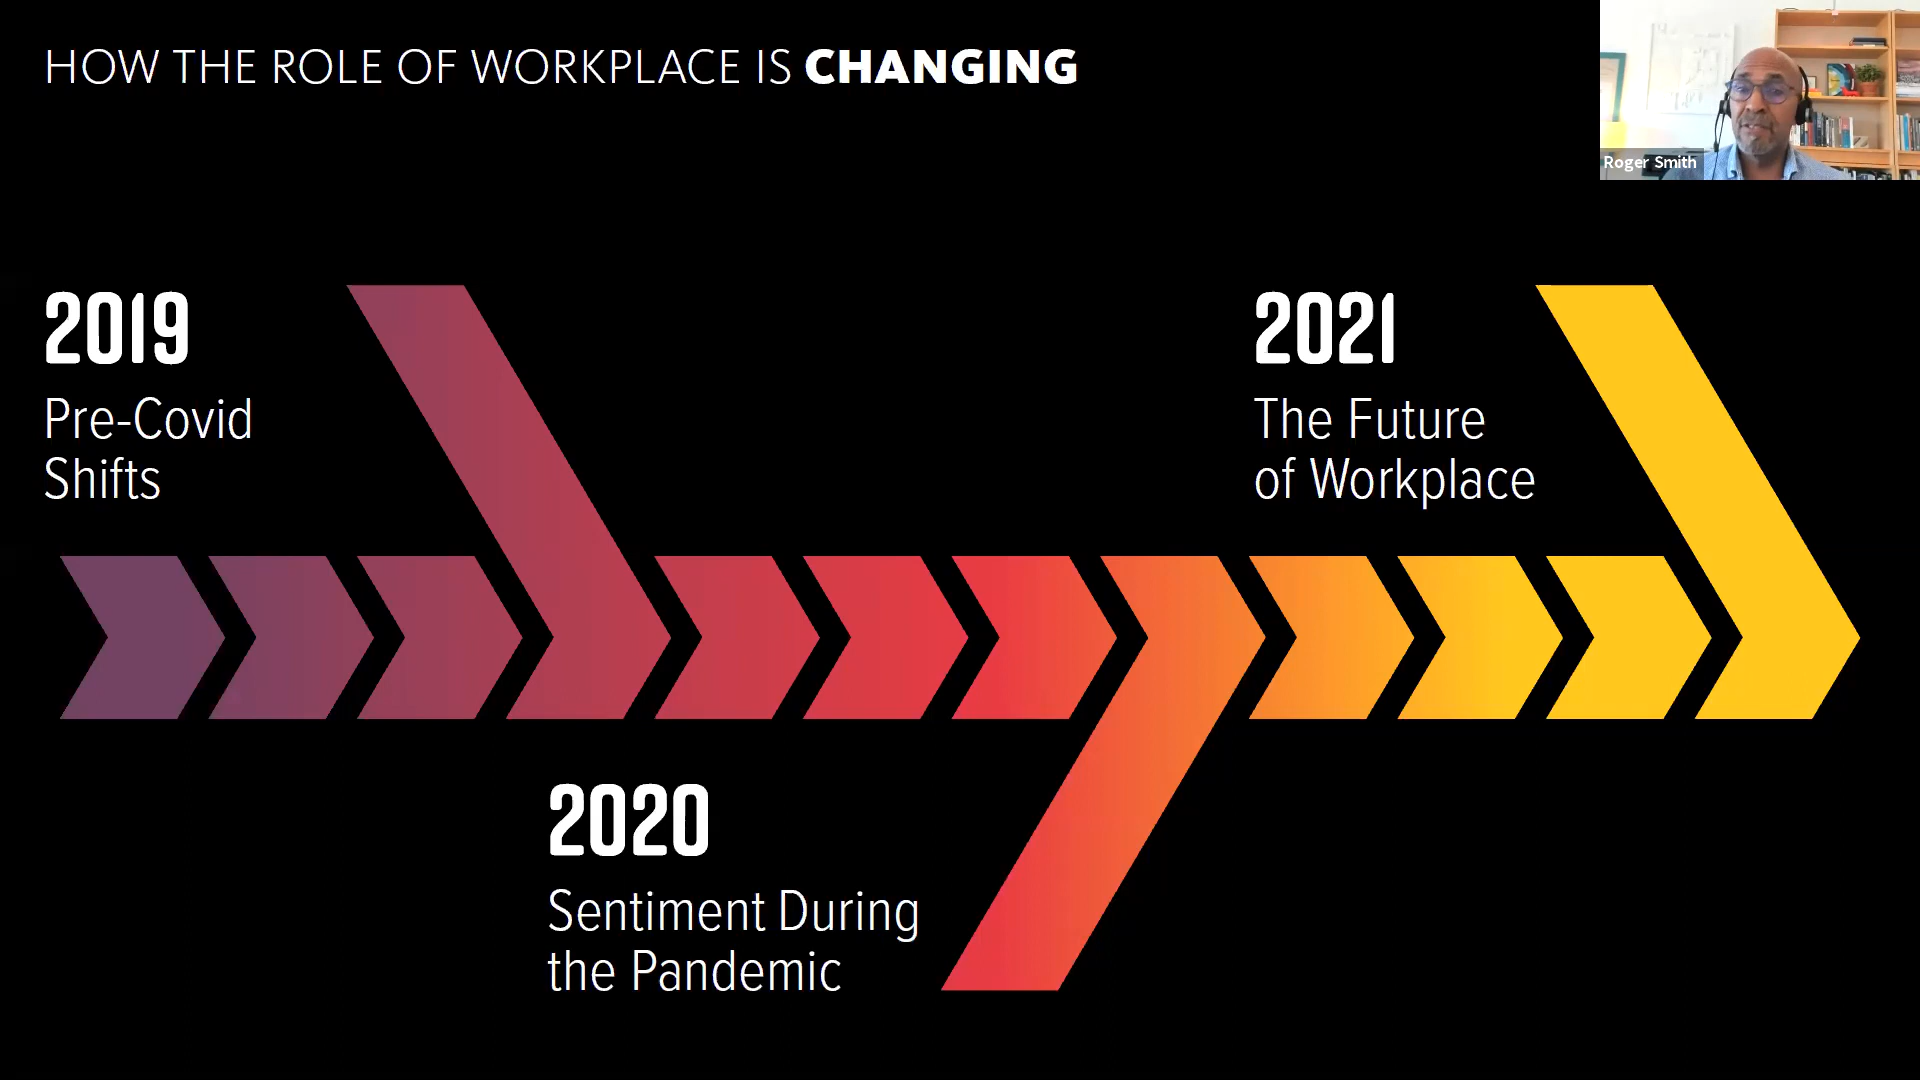 HOW THE ROLE OF WORKPLACE IS CHANGING
Roger Smith
2019
Pre-Covid
Shifts
2021
The Future
of Workplace
2020
Sentiment During
the Pandemic